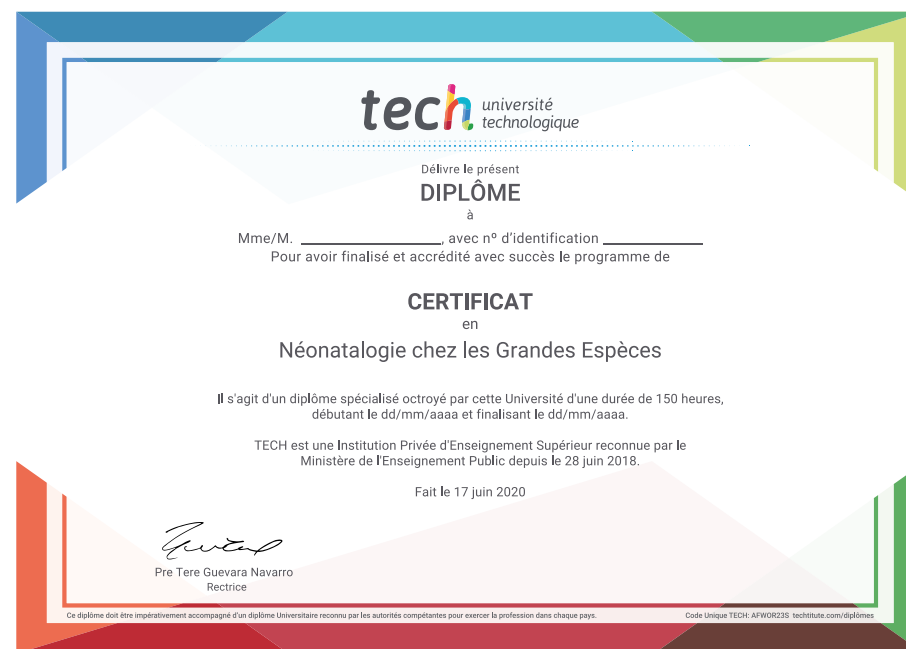 tech université
technologique
Délivre le présent
DIPLÔME
à
Mme/M. ____________________, avec nº d'identification ______________
Pour avoir finalisé et accrédité avec succès le programme de
CERTIFICAT
en
Néonatalogie chez les Grandes Espèces
Il s'agit d'un diplôme spécialisé octroyé par cette Université d'une durée de 150 heures,
débutant le dd/mm/aaaa et finalisant le dd/mm/aaaa.
TECH est une Institution Privée d'Enseignement Supérieur reconnue par le
Ministère de l'Enseignement Public depuis le 28 juin 2018.
Fait le 17 juin 2020
Pre Tere Guevara Navarro
Rectrice
Ce diplôme doit être impérativement accompagné d'un diplôme Universitaire reconnu par les autorités compétantes pour exercer la profession dans chaque pays.
Code Unique TECH: AFWOR23S techtitute.com/diplômes